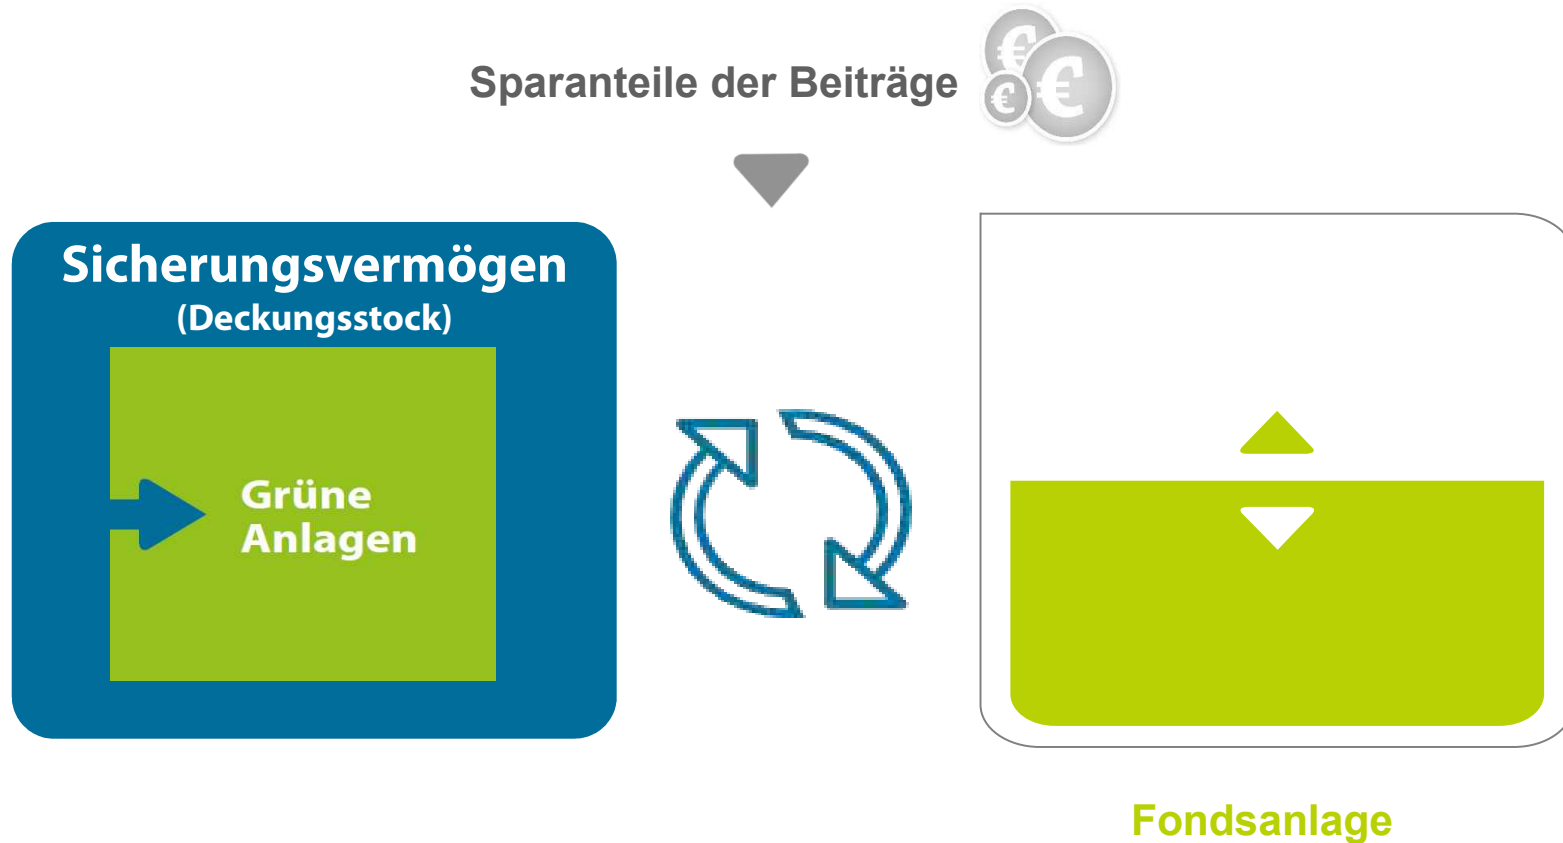 Sparanteile der Beiträge
€
€
€
Sicherungsvermögen
(Deckungsstock)
Grüne
Anlagen
Fondsanlage